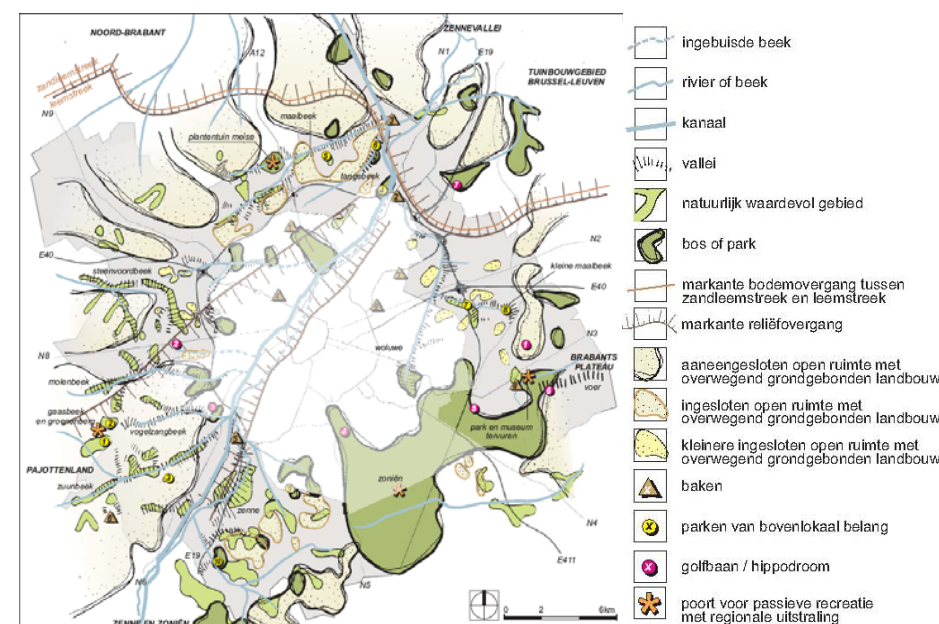 NOORD-BRABANT
ZENNEVALLEI
A12
N1
E19
TUINBOUWGEBIED
BRUSSEL-LEUVEN
zandleemstreek
leemstreek
N9
maalbeek
plantentuin meise
tangebeek
N2
E40
steenvoordbeek
kleine maalbeek
E40
N3
woluwe
N8
BRABANTS
PLATEAU
molenbeek
voer
gaasbeek
en groenenberg
vogelzangbeek
park en museum
tervuren
PAJOTTENLAND
zuunbeek
zoniën
zenne
N4
E19
E411
N6
N5
ZENNE EN ZONIËN
0 2 6km
ingebuisde beek
rivier of beek
kanaal
vallei
natuurlijk waardevol gebied
bos of park
markante bodemovergang tussen
zandleemstreek en leemstreek
markante reliëfovergang
aaneengesloten open ruimte met
overwegend grondgebonden landbouw
ingesloten open ruimte met
overwegend grondgebonden landbouw
kleinere ingesloten open ruimte met
overwegend grondgebonden landbouw
baken
x parken van bovenlokaal belang
x golfbaan / hippodroom
poort voor passieve recreatie
met regionale uitstraling